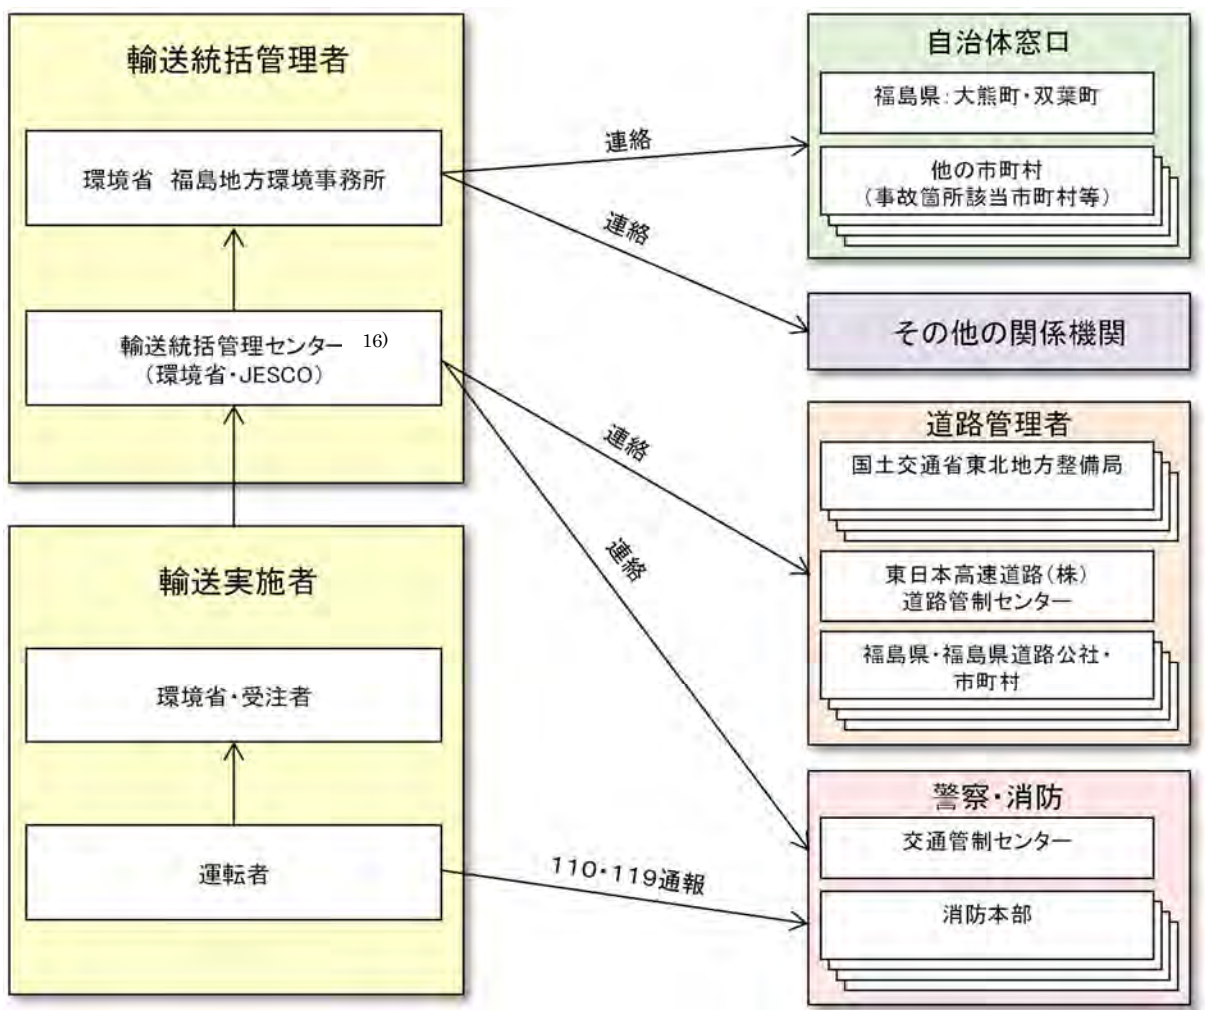 輸送統括管理者
環境省 福島地方環境事務所
輸送統括管理センター 16)
(環境省・JESCO)
輸送実施者
環境省・受注者
運転者
連絡
連絡
連絡
連絡
110・119通報
自治体窓口
福島県:大熊町・双葉町
他の市町村
(事故箇所該当市町村等)
その他の関係機関
道路管理者
国土交通省東北地方整備局
東日本高速道路(株)
道路管制センター
福島県・福島県道路公社・
市町村
警察・消防
交通管制センター
消防本部